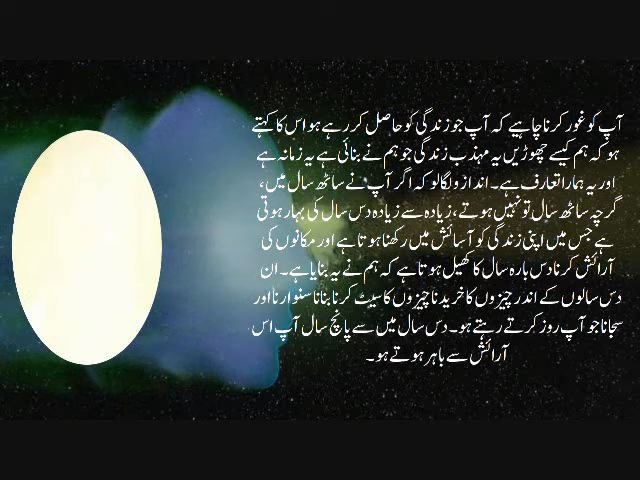 آپ کو غور کرنا چاہیے کہ آپ جو زندگی کو حاصل کر رہے ہو اس کا کہتے
ہو کہ ہم کیسے چھوڑیں یہ مہذب زندگی جو ہم نے بنائی ہے یہ زمانہ ہے
اور یہ ہمارا تعارف ہے۔ اندازہ لگا لو کہ اگر آپ نے ساٹھ سال میں،
گرچہ ساٹھ سال تو نہیں ہوتے، زیادہ سے زیادہ دس سال کی بہار ہوتی
ہے جس میں اپنی زندگی کو آسائش میں رکھنا ہوتا ہے اور مکانوں کی
آرائش کرنا دس بارہ سال کا کھیل ہوتا ہے کہ ہم نے یہ بنایا ہے۔ ان
دس سالوں کے اندر چیزوں کا خریدنا چیزوں کا سیٹ کرنا بنانا سنوارنا اور
سجانا جو آپ روز کرتے رہتے ہو۔ دس سال میں سے پانچ سال آپ اس
آرائش سے باہر ہوتے ہو۔